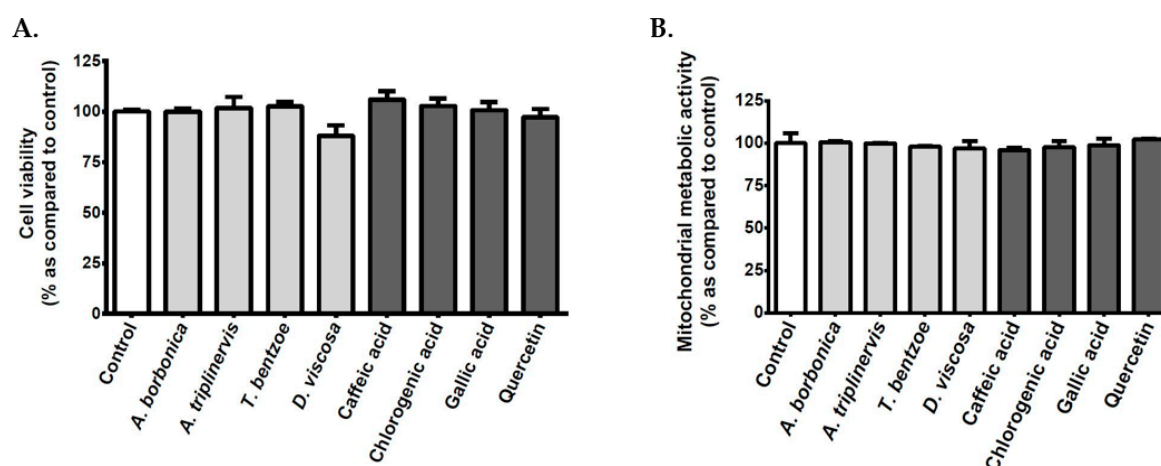 A.
Cell viability
(% as compared to control)
125
100
75
50
25
0
Control
A. borbonica
A. triplinervis
T. bentzoe
D. viscosa
Caffeic acid
Chlorogenic acid
Gallic acid
Quercetin
B.
Mitochondrial metabolic activity
(% as compared to control)
125
100
75
50
25
0
Control
A. borbonica
A. triplinervis
T. bentzoe
D. viscosa
Caffeic acid
Chlorogenic acid
Gallic acid
Quercetin